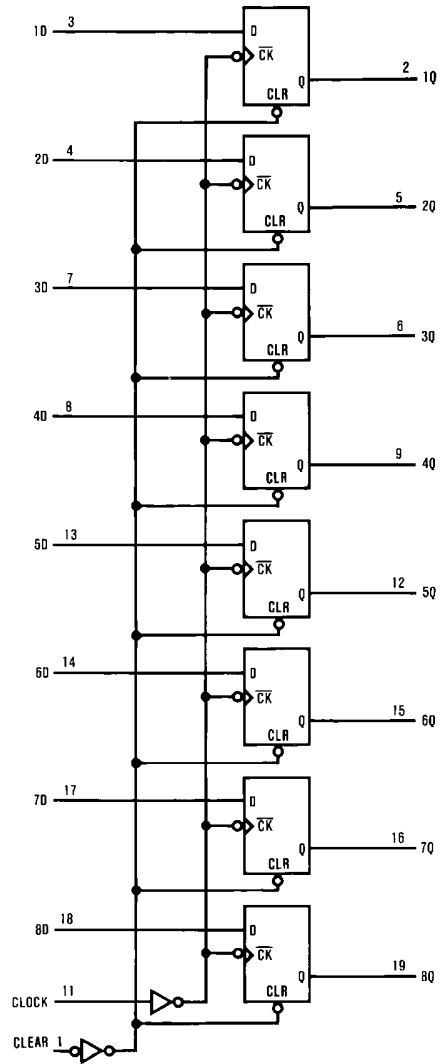 1D 3 D CK Q 2 1Q
CLR
2D 4 D CK Q 5 2Q
CLR
3D 7 D CK Q 6 3Q
CLR
4D 8 D CK Q 9 4Q
CLR
5D 13 D CK Q 12 5Q
CLR
6D 14 D CK Q 15 6Q
CLR
7D 17 D CK Q 16 7Q
CLR
8D 18 D CK Q 19 8Q
CLR
CLOCK 11
CLEAR 1